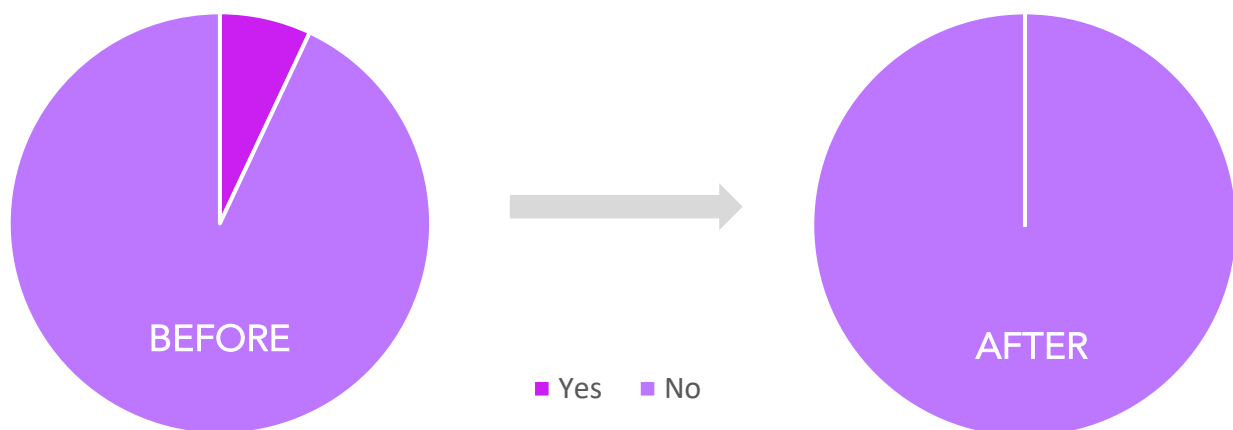 BEFORE
AFTER
Yes
No